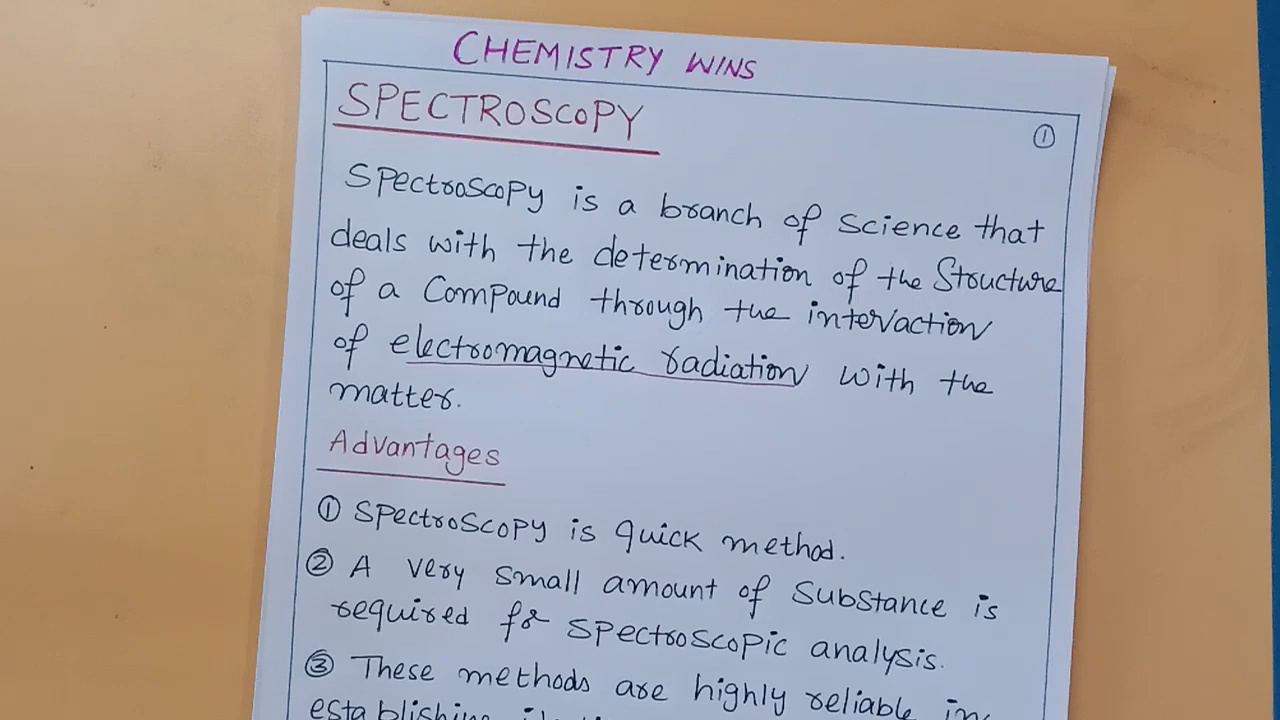 CHEMISTRY WINS
SPECTROSCOPY
①
Spectroscopy is a branch of science that
deals with the determination of the Structure
of a Compound through the interaction
of electromagnetic radiation with the
matter.
Advantages
① Spectroscopy is quick method.
② A very small amount of substance is
required for spectroscopic analysis.
③ These methods are highly reliable in
establishing